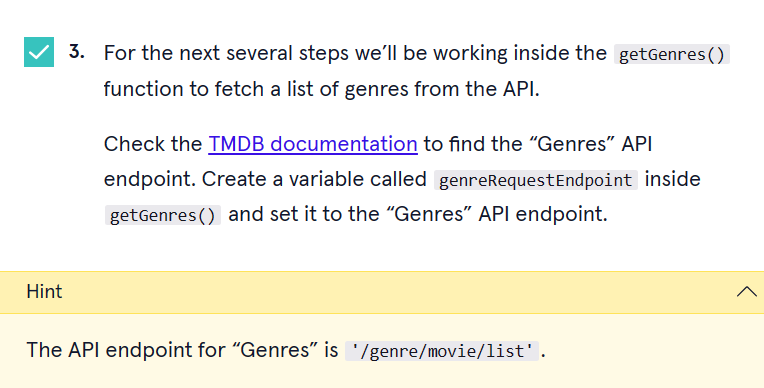 3. For the next several steps we’ll be working inside the getGenres()
function to fetch a list of genres from the API.
Check the TMDB documentation to find the “Genres” API
endpoint. Create a variable called genreRequestEndpoint inside
getGenres() and set it to the “Genres” API endpoint.
Hint
The API endpoint for “Genres” is '/genre/movie/list'.